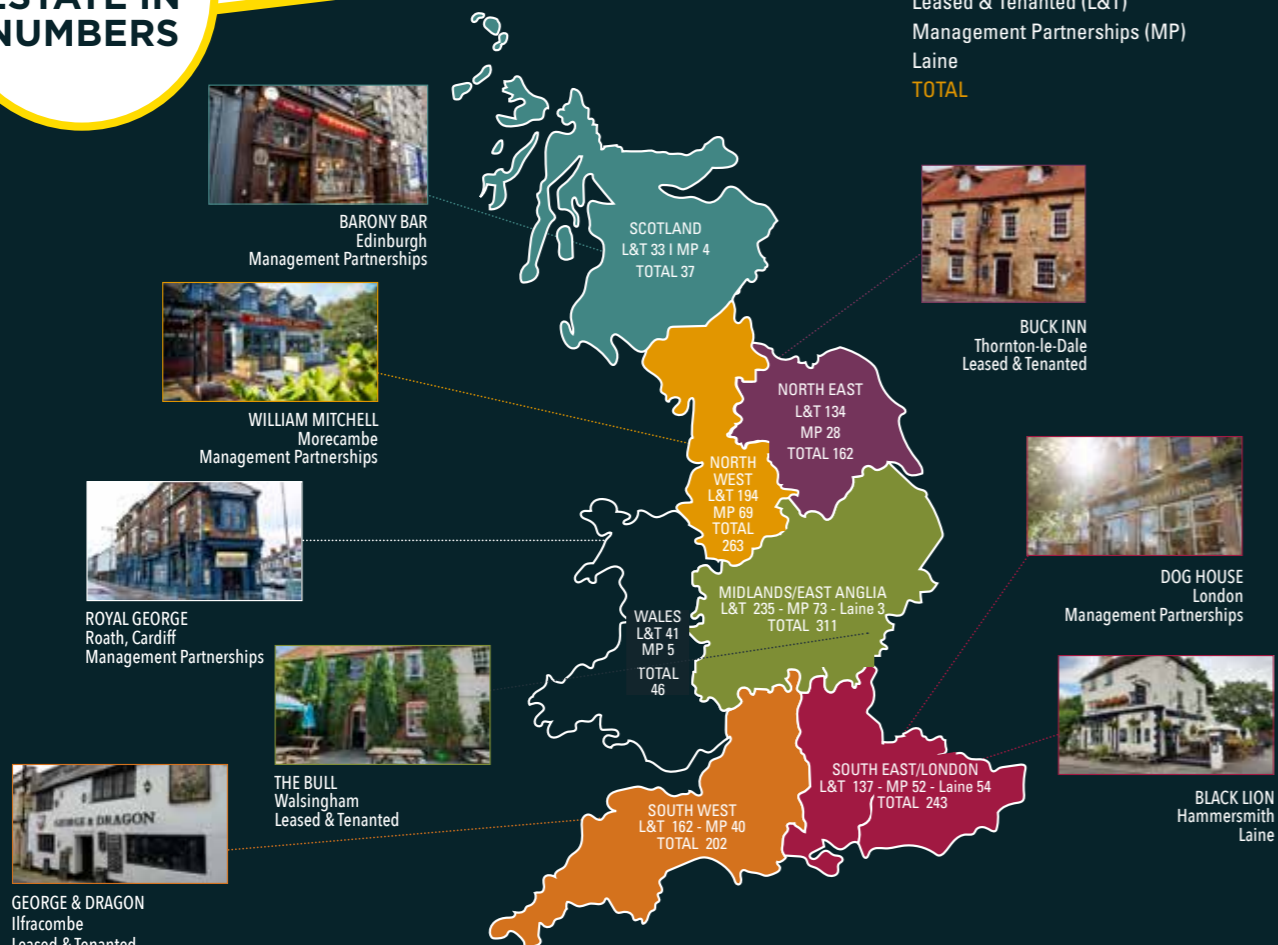 ESTATE IN
NUMBERS
Leased & Tenanted (L&T)
Management Partnerships (MP)
Laine
TOTAL
BARONY BAR
Edinburgh
Management Partnerships
SCOTLAND
L&T 33 I MP 4
TOTAL 37
BUCK INN
Thornton-le-Dale
Leased & Tenanted
WILLIAM MITCHELL
Morecambe
Management Partnerships
NORTH EAST
L&T 134
MP 28
TOTAL 162
NORTH
WEST
L&T 194
MP 69
TOTAL
263
ROYAL GEORGE
Roath, Cardiff
Management Partnerships
DOG HOUSE
London
Management Partnerships
MIDLANDS/EAST ANGLIA
L&T 235 - MP 73 - Laine 3
TOTAL 311
WALES
L&T 41
MP 5
TOTAL
46
THE BULL
Walsingham
Leased & Tenanted
SOUTH EAST/LONDON
L&T 137 - MP 52 - Laine 54
TOTAL 243
BLACK LION
Hammersmith
Laine
SOUTH WEST
L&T 162 - MP 40
TOTAL 202
GEORGE & DRAGON
GEORGE & DRAGON
Ilfracombe
Leased & Tenanted